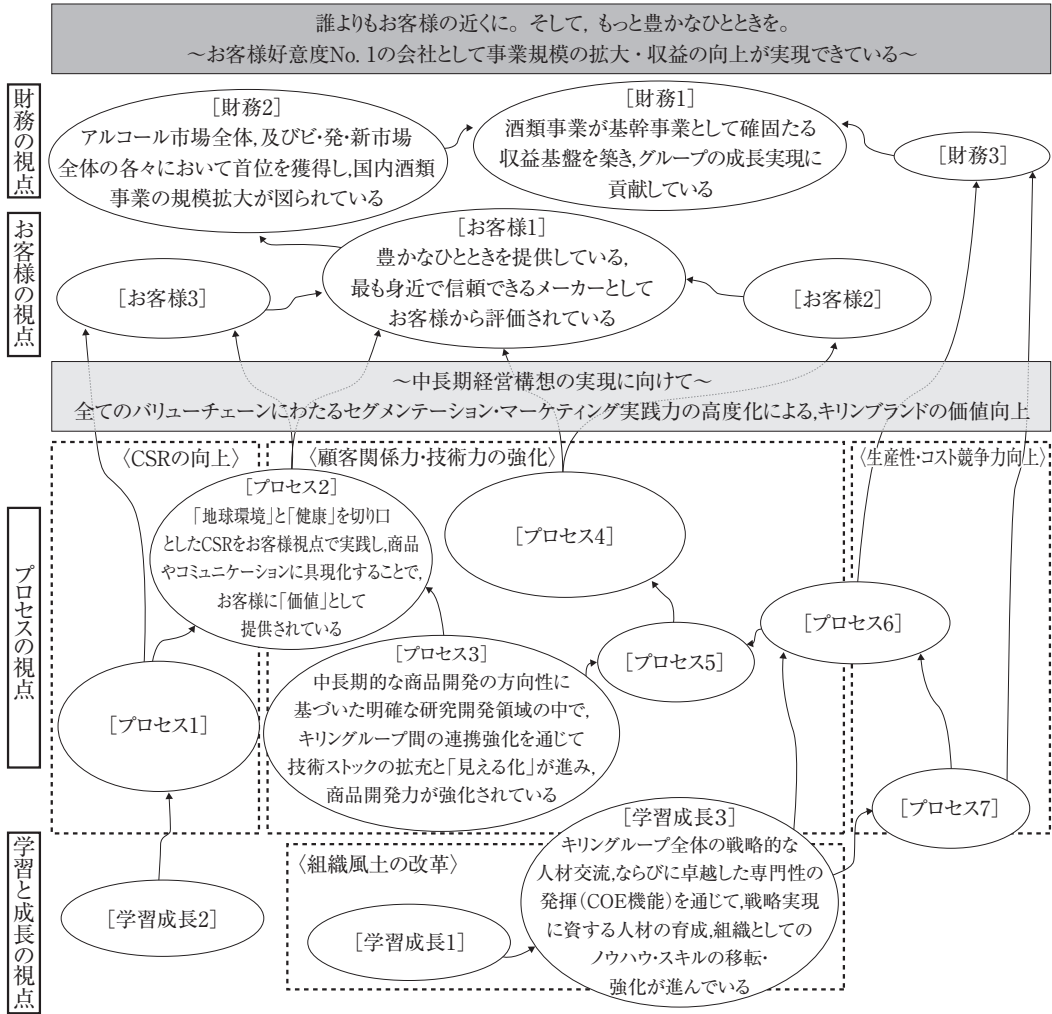 誰よりもお客様の近くに。そして,もっと豊かなひとときを。
～お客様好意度No. 1の会社として事業規模の拡大・収益の向上が実現できている～
財務の視点
[財務2]
アルコール市場全体,及びビ・発・新市場
全体の各々において首位を獲得し,国内酒類
事業の規模拡大が図られている
[財務1]
酒類事業が基幹事業として確固たる
収益基盤を築き,グループの成長実現に
貢献している
[財務3]
お客様の視点
[お客様3]
[お客様1]
豊かなひとときを提供している,
最も身近で信頼できるメーカーとして
お客様から評価されている
[お客様2]
～中長期経営構想の実現に向けて～
全てのバリューチェーンにわたるセグメンテーション・マーケティング実践力の高度化による,キリンブランドの価値向上
プロセスの視点
〈CSRの向上〉
〈顧客関係力・技術力の強化〉
〈生産性・コスト競争力向上〉
[プロセス2]
「地球環境」と「健康」を切り口
としたCSRをお客様視点で実践し,商品
やコミュニケーションに具現化することで,
お客様に「価値」として
提供されている
[プロセス4]
[プロセス6]
[プロセス5]
[プロセス3]
中長期的な商品開発の方向性に
基づいた明確な研究開発領域の中で,
キリングループ間の連携強化を通じて
技術ストックの拡充と「見える化」が進み,
商品開発力が強化されている
[プロセス1]
[プロセス7]
学習と成長の視点
〈組織風土の改革〉
[学習成長3]
キリングループ全体の戦略的な
人材交流,ならびに卓越した専門性の
発揮(COE機能)を通じて,戦略実現
に資する人材の育成,組織としての
ノウハウ・スキルの移転・
強化が進んでいる
[学習成長2]
[学習成長1]